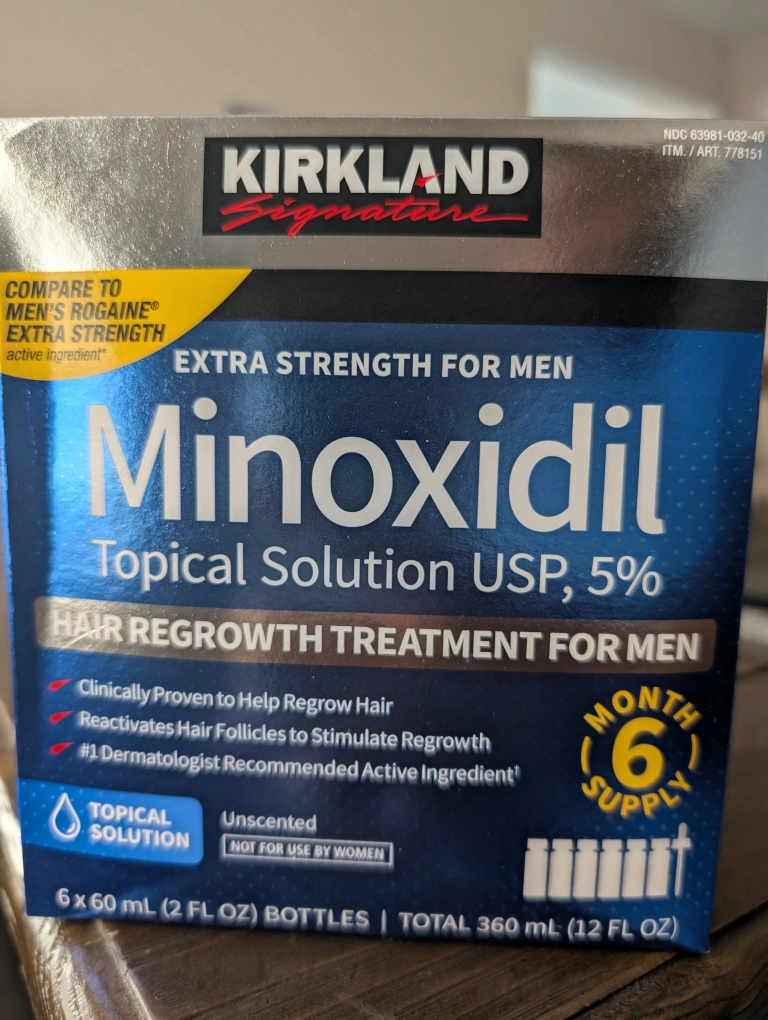 NDC 63981-032-40
ITM. / ART. 778151
KIRKLAND
Signature
COMPARE TO
MEN'S ROGAINE®
EXTRA STRENGTH
active ingredient*
EXTRA STRENGTH FOR MEN
Minoxidil
Topical Solution USP, 5%
HAIR REGROWTH TREATMENT FOR MEN
Clinically Proven to Help Regrow Hair
Reactivates Hair Follicles to Stimulate Regrowth
#1 Dermatologist Recommended Active Ingredient†
MONTH
6
SUPPLY
TOPICAL
SOLUTION
Unscented
NOT FOR USE BY WOMEN
6 x 60 mL (2 FL OZ) BOTTLES | TOTAL 360 mL (12 FL OZ)